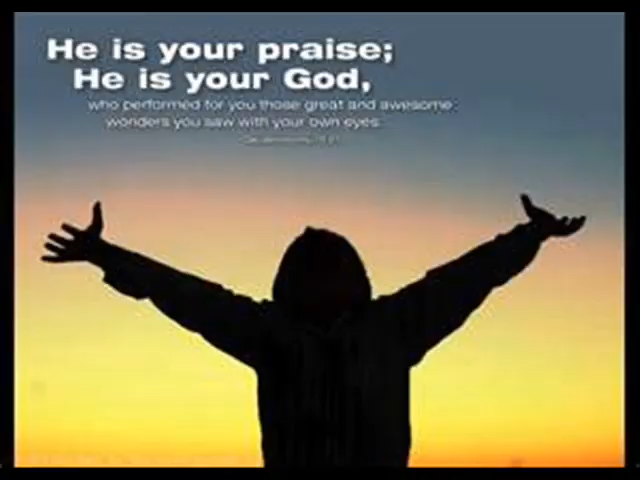 He is your praise;
He is your God,
who performed for you those great and awesome
wonders you saw with your own eyes.